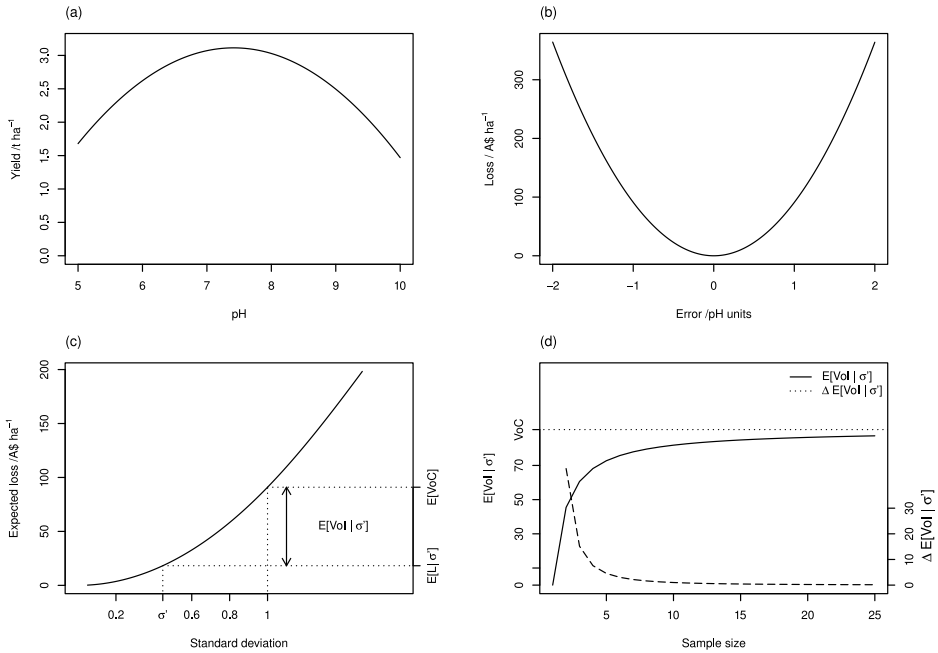 (a)
3.0
2.5
2.0
1.5
1.0
0.5
0.0
Yield /t ha⁻¹
5 6 7 8 9 10
pH
(b)
300
200
100
0
Loss / A$ ha⁻¹
−2 −1 0 1 2
Error /pH units
(c)
200
150
100
50
0
Expected loss /A$ ha⁻¹
E[VoI | σ']
E[VoC]
E[L|σ']
0.2 σ' 0.6 0.8 1
Standard deviation
(d)
E[VoI | σ']
Δ E[VoI | σ']
VoC
70
50
30
0
E[VoI | σ']
30
20
10
0
Δ E[VoI | σ']
5 10 15 20 25
Sample size